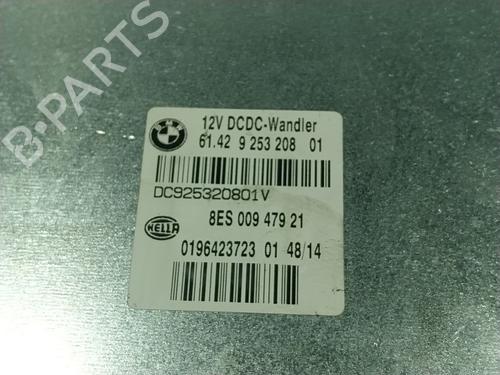 12V DCDC-Wandler
61.42 9 253 208 01
DC925320801V
8ES 009 479 21
HELLA
0196423723 01 48/14
B-PARTS